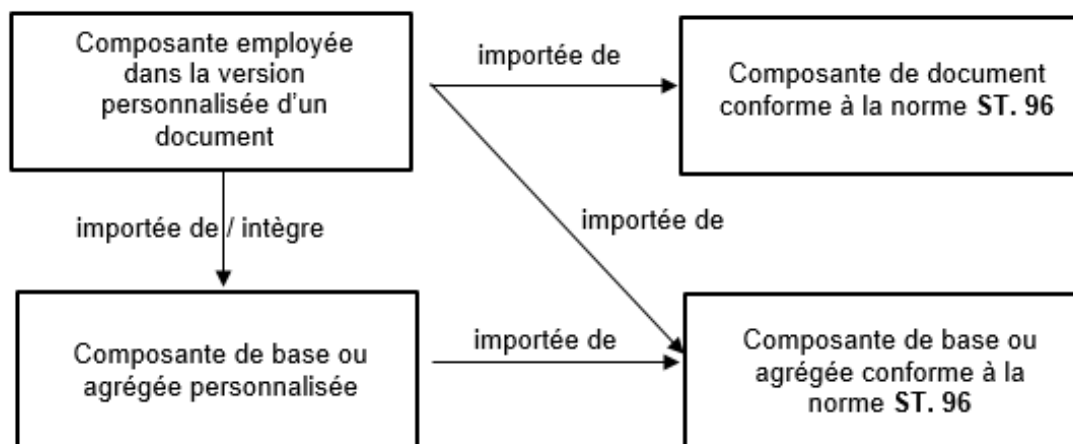 Composante employée
dans la version
personnalisée d'un
document
importée de
Composante de document
conforme à la norme ST. 96
importée de / intègre
importée de
Composante de base ou
agrégée personnalisée
importée de
Composante de base ou
agrégée conforme à la
norme ST. 96